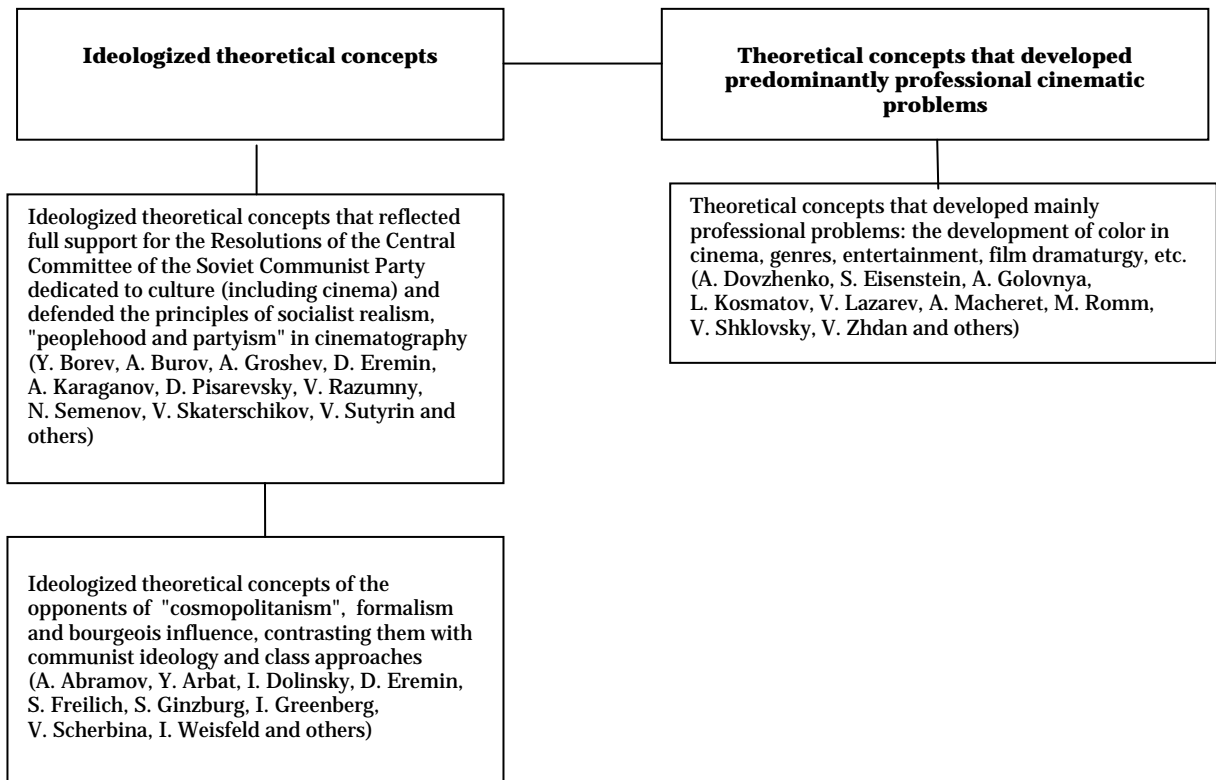 Ideologized theoretical concepts
Theoretical concepts that developed
predominantly professional cinematic
problems
Ideologized theoretical concepts that reflected
full support for the Resolutions of the Central
Committee of the Soviet Communist Party
dedicated to culture (including cinema) and
defended the principles of socialist realism,
"peoplehood and partyism" in cinematography
(Y. Borev, A. Burov, A. Groshev, D. Eremin,
A. Karaganov, D. Pisarevsky, V. Razumny,
N. Semenov, V. Skaterschikov, V. Sutyrin and
others)
Theoretical concepts that developed mainly
professional problems: the development of color in
cinema, genres, entertainment, film dramaturgy, etc.
(A. Dovzhenko, S. Eisenstein, A. Golovnya,
L. Kosmatov, V. Lazarev, A. Macheret, M. Romm,
V. Shklovsky, V. Zhdan and others)
Ideologized theoretical concepts of the
opponents of "cosmopolitanism", formalism
and bourgeois influence, contrasting them with
communist ideology and class approaches
(A. Abramov, Y. Arbat, I. Dolinsky, D. Eremin,
S. Freilich, S. Ginzburg, I. Greenberg,
V. Scherbina, I. Weisfeld and others)